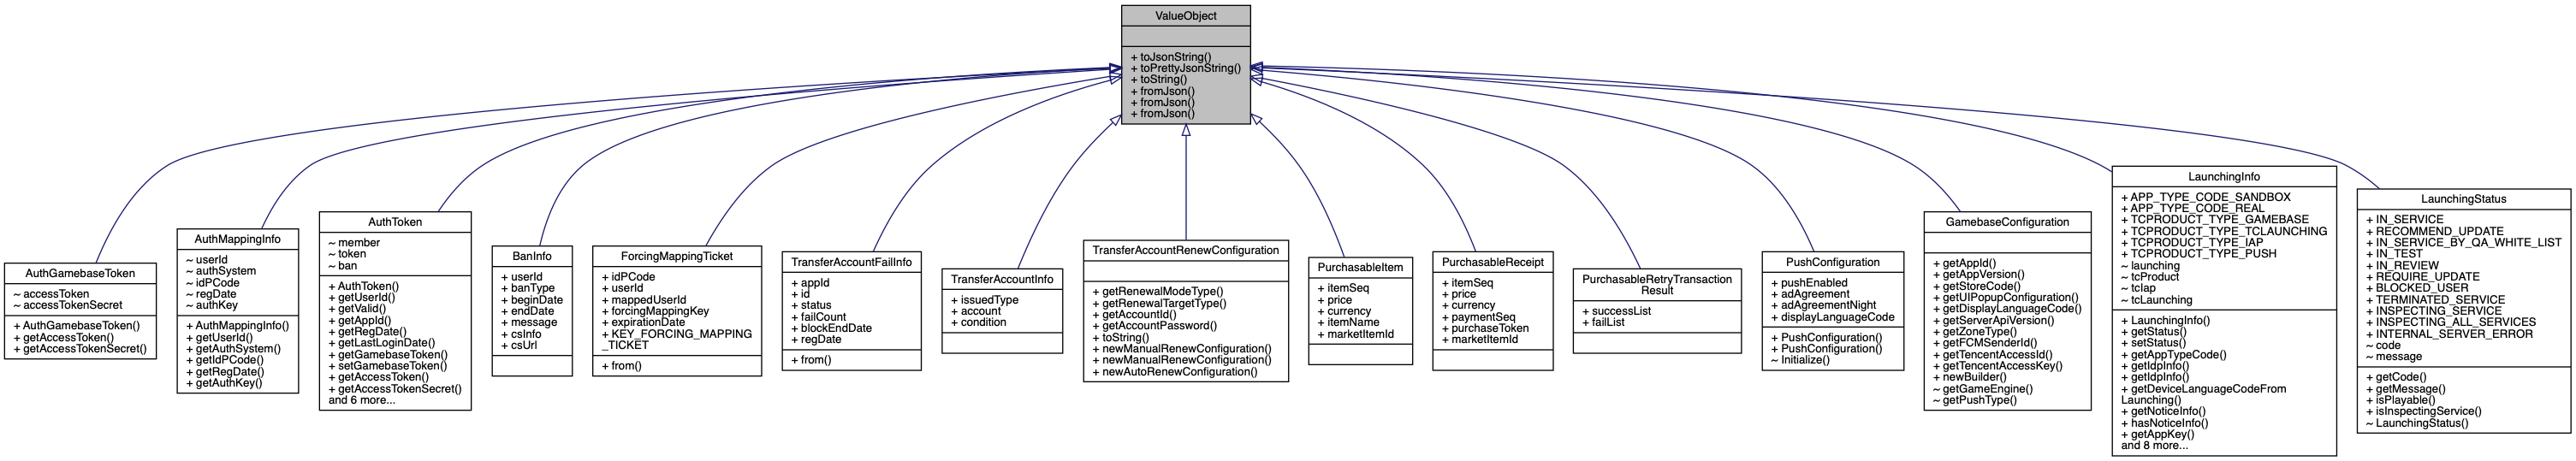 ValueObject
+ toJsonString()
+ toPrettyJsonString()
+ toString()
+ fromJson()
+ fromJson()
+ fromJson()
AuthGamebaseToken
~ accessToken
~ accessTokenSecret
+ AuthGamebaseToken()
+ getAccessToken()
+ getAccessTokenSecret()
AuthMappingInfo
~ userId
~ authSystem
~ idPCode
~ regDate
~ authKey
+ AuthMappingInfo()
+ getUserId()
+ getAuthSystem()
+ getIdPCode()
+ getRegDate()
+ getAuthKey()
AuthToken
~ member
~ token
~ ban
+ AuthToken()
+ getUserId()
+ getValid()
+ getAppId()
+ getRegDate()
+ getLastLoginDate()
+ getGamebaseToken()
+ setGamebaseToken()
+ getAccessToken()
+ getAccessTokenSecret()
and 6 more...
BanInfo
+ userId
+ banType
+ beginDate
+ endDate
+ message
+ csInfo
+ csUrl
ForcingMappingTicket
+ idPCode
+ userId
+ mappedUserId
+ forcingMappingKey
+ expirationDate
+ KEY_FORCING_MAPPING
_TICKET
+ from()
TransferAccountFailInfo
+ appId
+ id
+ status
+ failCount
+ blockEndDate
+ regDate
+ from()
TransferAccountInfo
+ issuedType
+ account
+ condition
TransferAccountRenewConfiguration
+ getRenewalModeType()
+ getRenewalTargetType()
+ getAccountId()
+ getAccountPassword()
+ toString()
+ newManualRenewConfiguration()
+ newManualRenewConfiguration()
+ newAutoRenewConfiguration()
PurchasableItem
+ itemSeq
+ price
+ currency
+ itemName
+ marketItemId
PurchasableReceipt
+ itemSeq
+ price
+ currency
+ paymentSeq
+ purchaseToken
+ marketItemId
PurchasableRetryTransaction
Result
+ successList
+ failList
PushConfiguration
+ pushEnabled
+ adAgreement
+ adAgreementNight
+ displayLanguageCode
+ PushConfiguration()
+ PushConfiguration()
~ Initialize()
GamebaseConfiguration
+ getAppId()
+ getAppVersion()
+ getStoreCode()
+ getUIPopupConfiguration()
+ getDisplayLanguageCode()
+ getServerApiVersion()
+ getZoneType()
+ getFCMSenderId()
+ getTencentAccessId()
+ getTencentAccessKey()
+ newBuilder()
~ getGameEngine()
~ getPushType()
LaunchingInfo
+ APP_TYPE_CODE_SANDBOX
+ APP_TYPE_CODE_REAL
+ TCPRODUCT_TYPE_GAMEBASE
+ TCPRODUCT_TYPE_TCLAUNCHING
+ TCPRODUCT_TYPE_IAP
+ TCPRODUCT_TYPE_PUSH
~ launching
~ tcProduct
~ tcIap
~ tcLaunching
+ LaunchingInfo()
+ getStatus()
+ setStatus()
+ getAppTypeCode()
+ getIdpInfo()
+ getIdpInfo()
+ getDeviceLanguageCodeFrom
Launching()
+ getNoticeInfo()
+ hasNoticeInfo()
+ getAppKey()
and 8 more...
LaunchingStatus
+ IN_SERVICE
+ RECOMMEND_UPDATE
+ IN_SERVICE_BY_QA_WHITE_LIST
+ IN_TEST
+ IN_REVIEW
+ REQUIRE_UPDATE
+ BLOCKED_USER
+ TERMINATED_SERVICE
+ INSPECTING_SERVICE
+ INSPECTING_ALL_SERVICES
+ INTERNAL_SERVER_ERROR
~ code
~ message
+ getCode()
+ getMessage()
+ isPlayable()
+ isInspectingService()
~ LaunchingStatus()